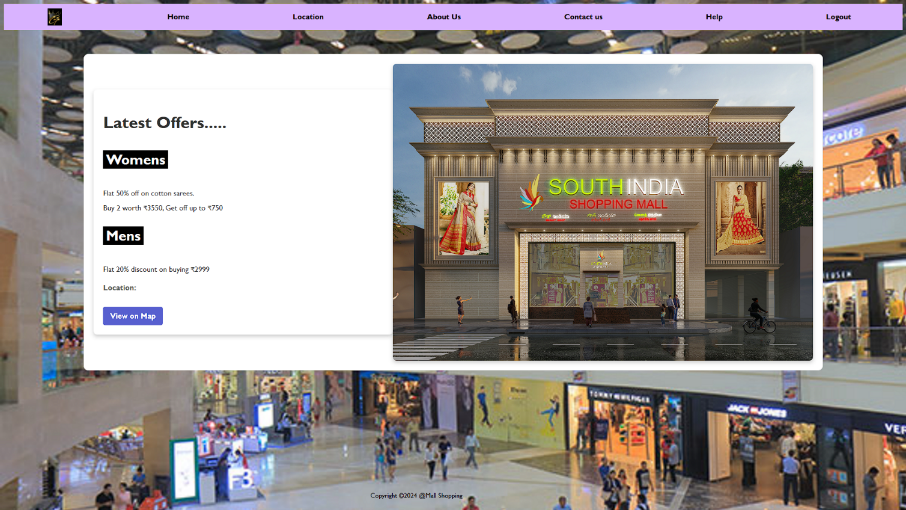 Home Location About Us Contact us Help Logout
Latest Offers.....
Womens
Flat 50% off on cotton sarees.
Buy 2 worth ₹3550, Get off up to ₹750
Mens
Flat 20% discount on buying ₹2999
Location:
View on Map
SOUTH INDIA
SHOPPING MALL
TOMMY HILFIGER
JACK & JONES
Copyright ©2024 @Mall Shopping